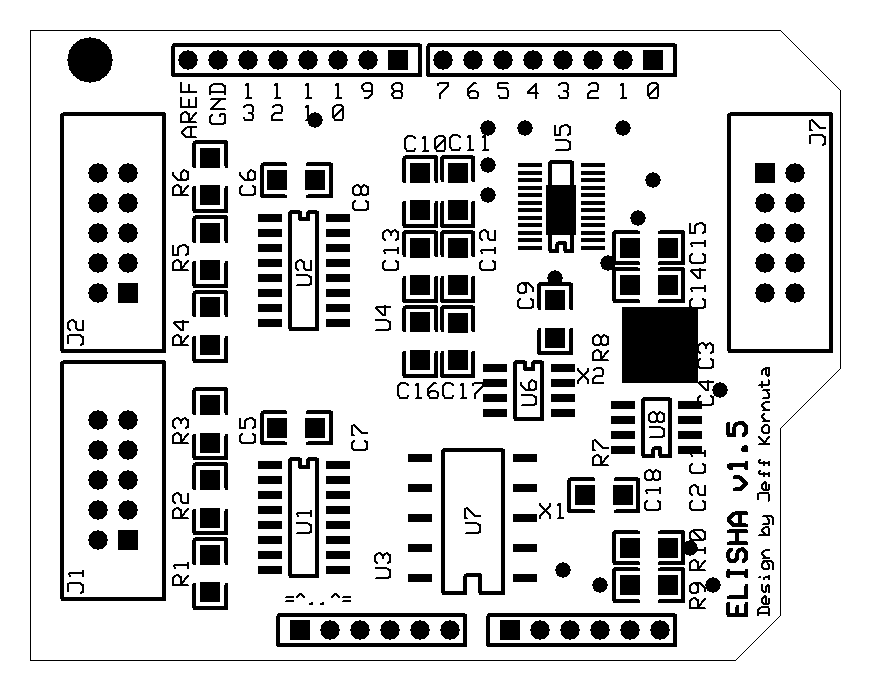 AREF
GND
13
12
11
10
9
8
7
6
5
4
3
2
1
0
J7
U5
C10
C11
R6
C6
C8
C15
C13
C12
R5
U2
C14
C9
J2
R4
U4
R8
C3
X2
C16
C17
U6
C4
R3
C5
C7
R7
U8
C1
ELISHA v1.5
Design by Jeff Kornuta
R2
U1
U7
X1
C18
C2
R10
J1
R1
U3
R9
=^..^=